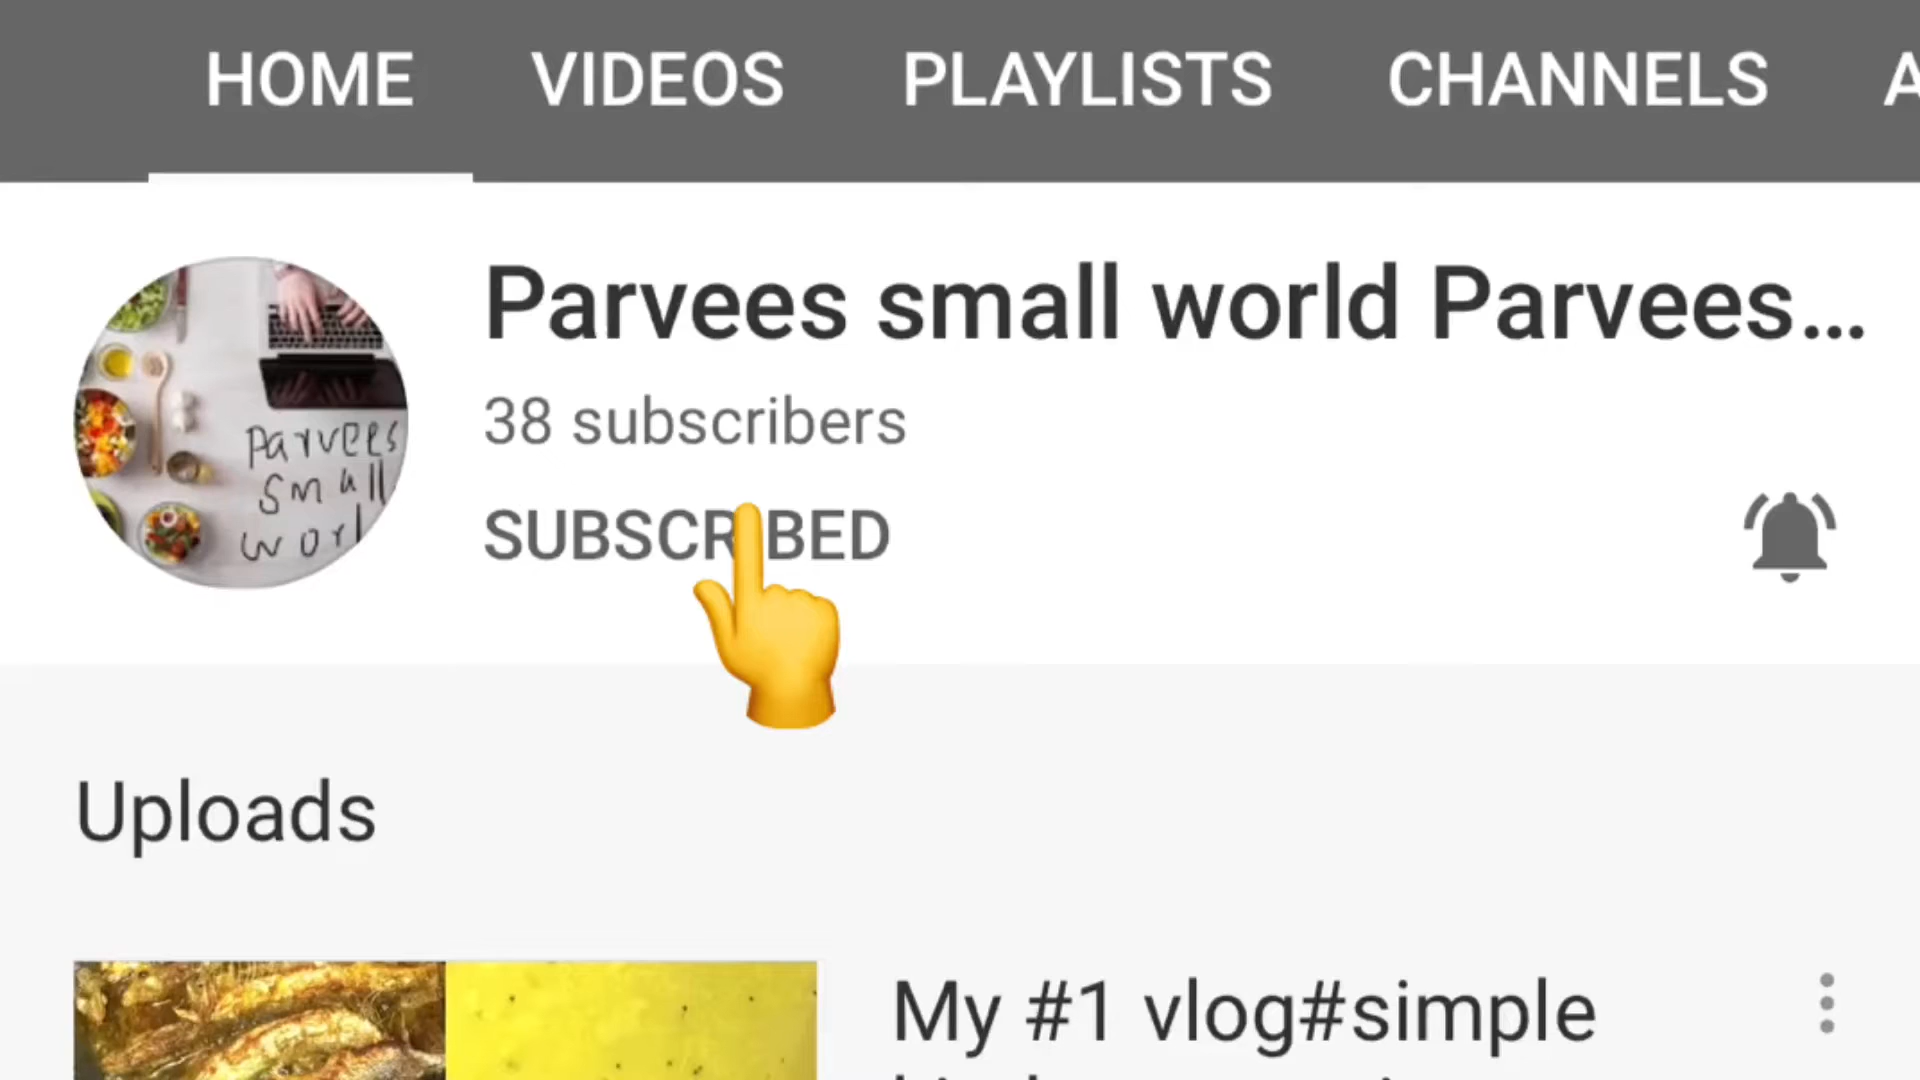 HOME VIDEOS PLAYLISTS CHANNELS A
Parvees small world Parvees...
38 subscribers
SUBSCRIBED
parvees
small
worl
Uploads
My #1 vlog#simple